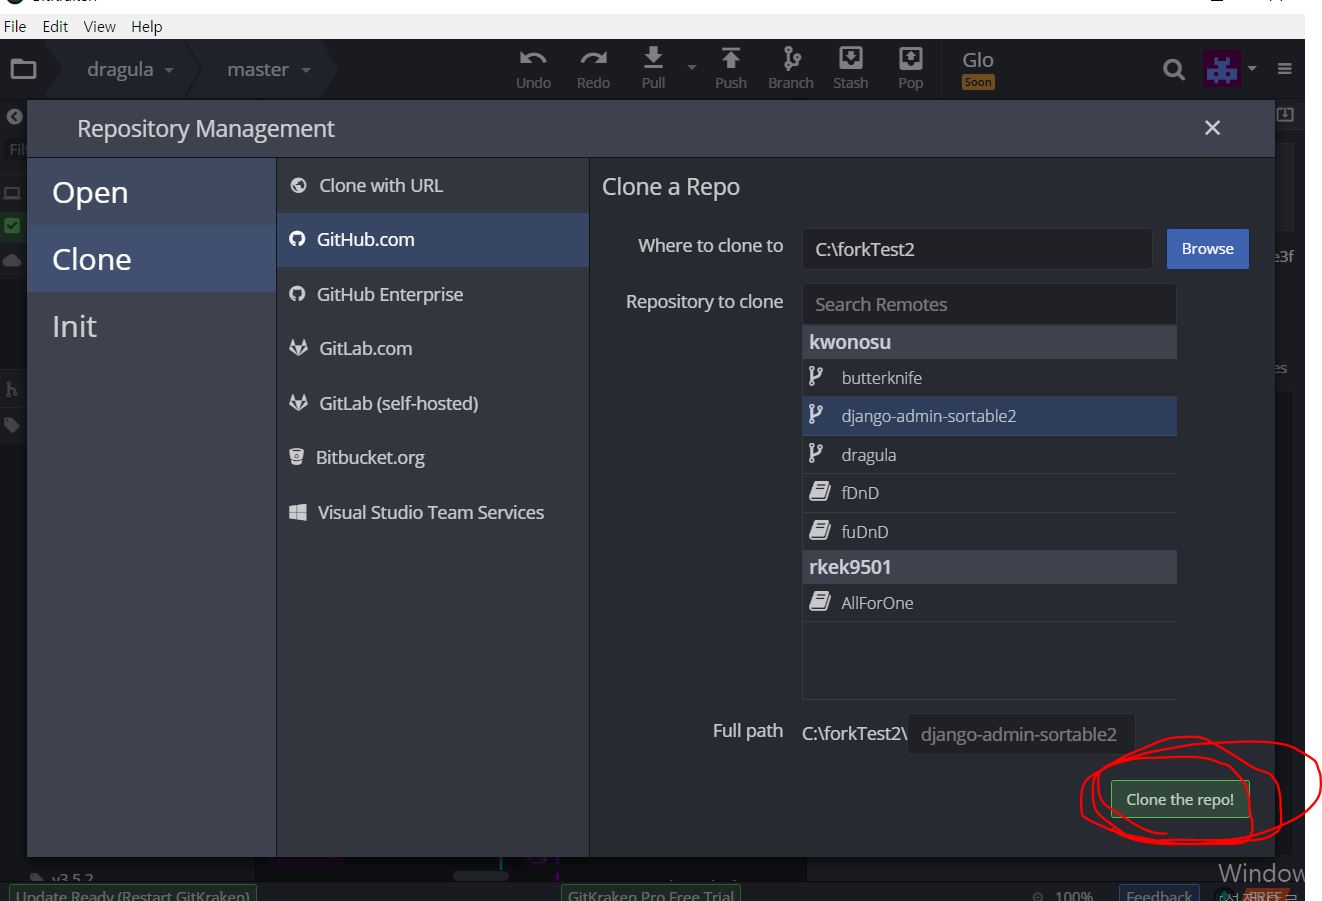 File Edit View Help
dragula master Undo Redo Pull Push Branch Stash Pop Glo Soon
Repository Management
Open
Clone
Init
Clone with URL
GitHub.com
GitHub Enterprise
GitLab.com
GitLab (self-hosted)
Bitbucket.org
Visual Studio Team Services
Clone a Repo
Where to clone to C:\forkTest2 Browse
Repository to clone Search Remotes
kwonosu
butterknife
django-admin-sortable2
dragula
fDnD
fuDnD
rkek9501
AllForOne
Full path C:\forkTest2\ django-admin-sortable2
Clone the repo!
e3f
es
v3.5.2
Window
Update Ready (Restart GitKraken) GitKraken Pro Free Trial 100% Feedback